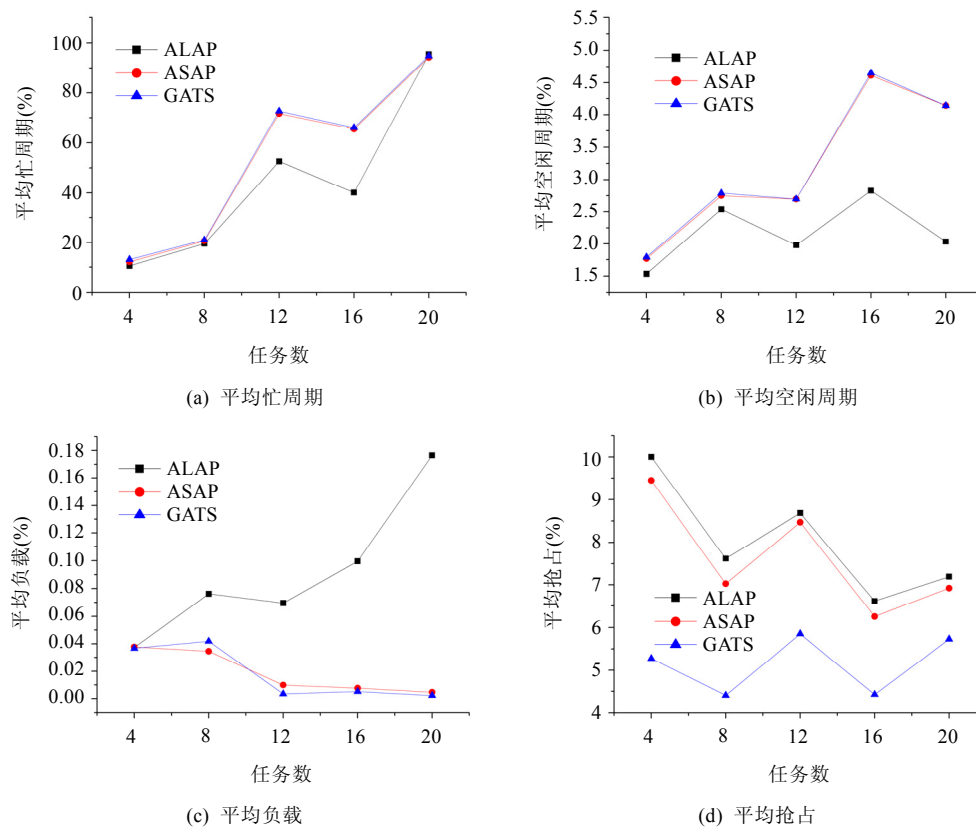 100
80
60
40
20
0
平均忙周期(%)
ALAP
ASAP
GATS
4 8 12 16 20
任务数
(a) 平均忙周期
5.5
5.0
4.5
4.0
3.5
3.0
2.5
2.0
1.5
平均空闲周期(%)
ALAP
ASAP
GATS
4 8 12 16 20
任务数
(b) 平均空闲周期
0.18
0.16
0.14
0.12
0.10
0.08
0.06
0.04
0.02
0.00
平均负载(%)
ALAP
ASAP
GATS
4 8 12 16 20
任务数
(c) 平均负载
10
9
8
7
6
5
4
平均抢占(%)
ALAP
ASAP
GATS
4 8 12 16 20
任务数
(d) 平均抢占